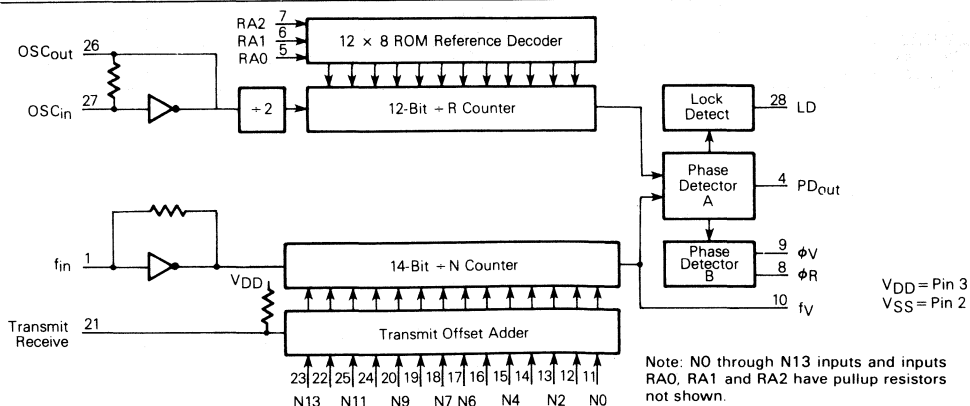 RA2 7
RA1 6
RA0 5
12 × 8 ROM Reference Decoder
OSCout 26
OSCin 27
÷2
12-Bit ÷ R Counter
Lock
Detect
28 LD
Phase
Detector
A
4 PDout
Phase
Detector
B
9 ϕV
8 ϕR
10 fV
fin 1
14-Bit ÷ N Counter
VDD
Transmit
Receive
21
Transmit Offset Adder
23 22 25 24 20 19 18 17 16 15 14 13 12 11
N13 N11 N9 N7 N6 N4 N2 N0
VDD = Pin 3
VSS = Pin 2
Note: N0 through N13 inputs and inputs
RA0, RA1 and RA2 have pullup resistors
not shown.